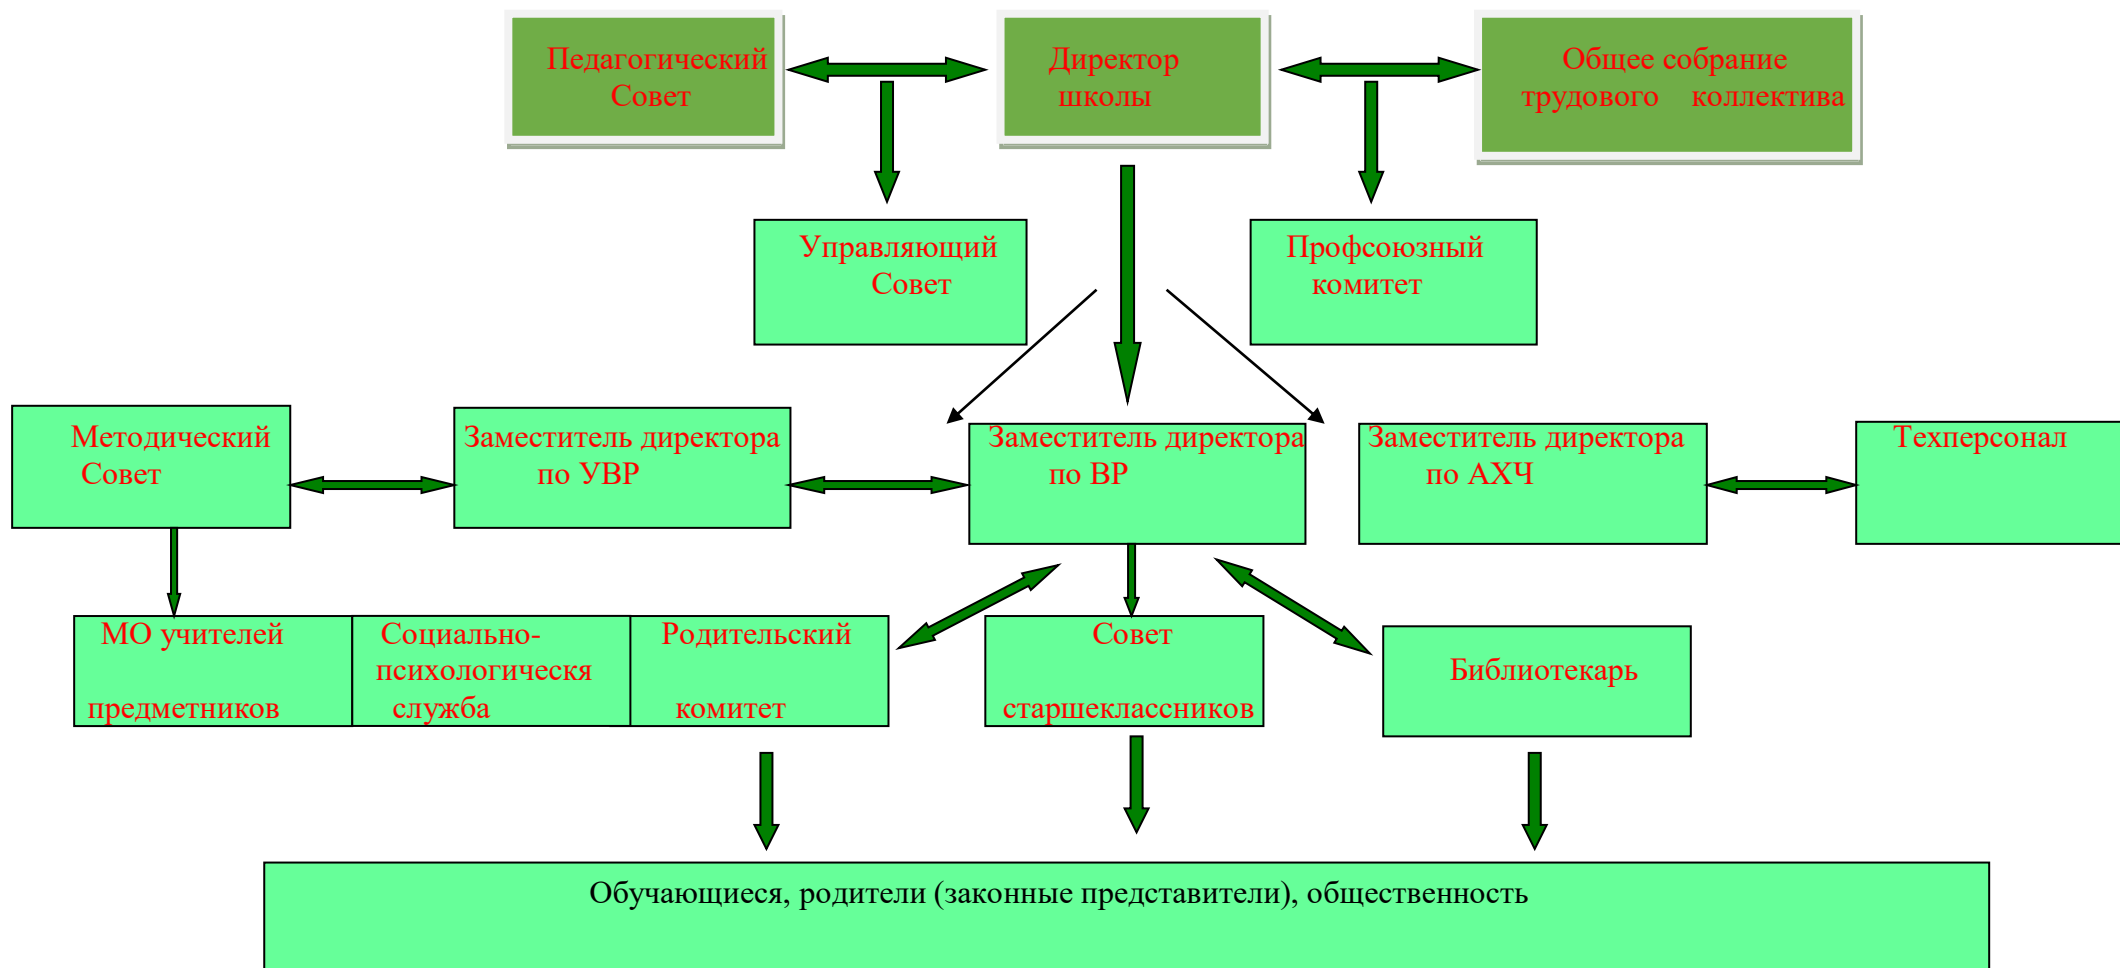 Педагогический
Совет
Директор
школы
Общее собрание
трудового коллектива
Управляющий
Совет
Профсоюзный
комитет
Методический
Совет
Заместитель директора
по УВР
Заместитель директора
по ВР
Заместитель директора
по АХЧ
Техперсонал
МО учителей
предметников
Социально-
психологическя
служба
Родительский
комитет
Совет
старшеклассников
Библиотекарь
Обучающиеся, родители (законные представители), общественность